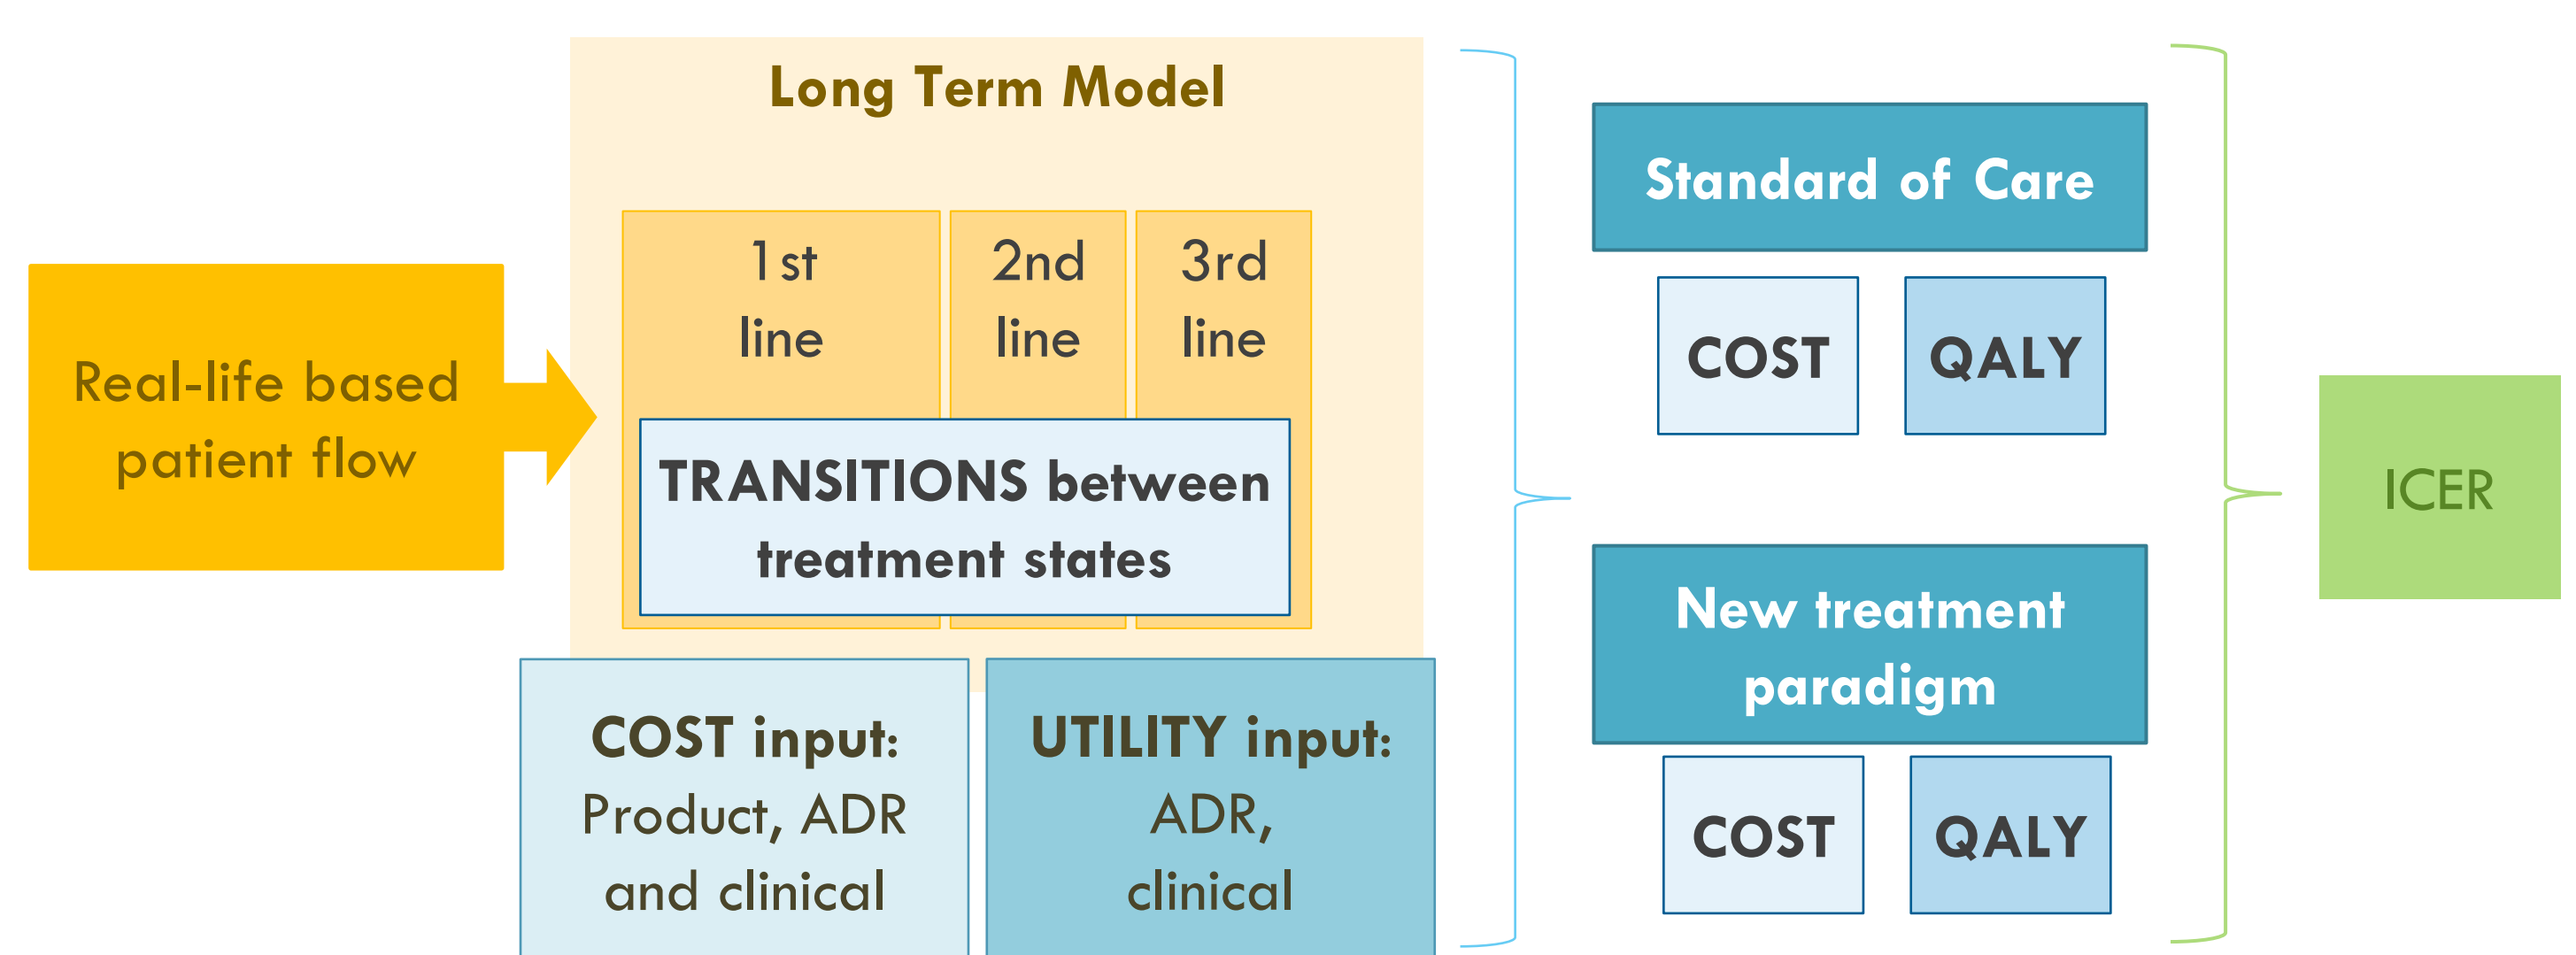 Real-life based
patient flow
Long Term Model
1st
line
2nd
line
3rd
line
TRANSITIONS between
treatment states
COST input:
Product, ADR
and clinical
UTILITY input:
ADR,
clinical
Standard of Care
COST
QALY
New treatment
paradigm
COST
QALY
ICER